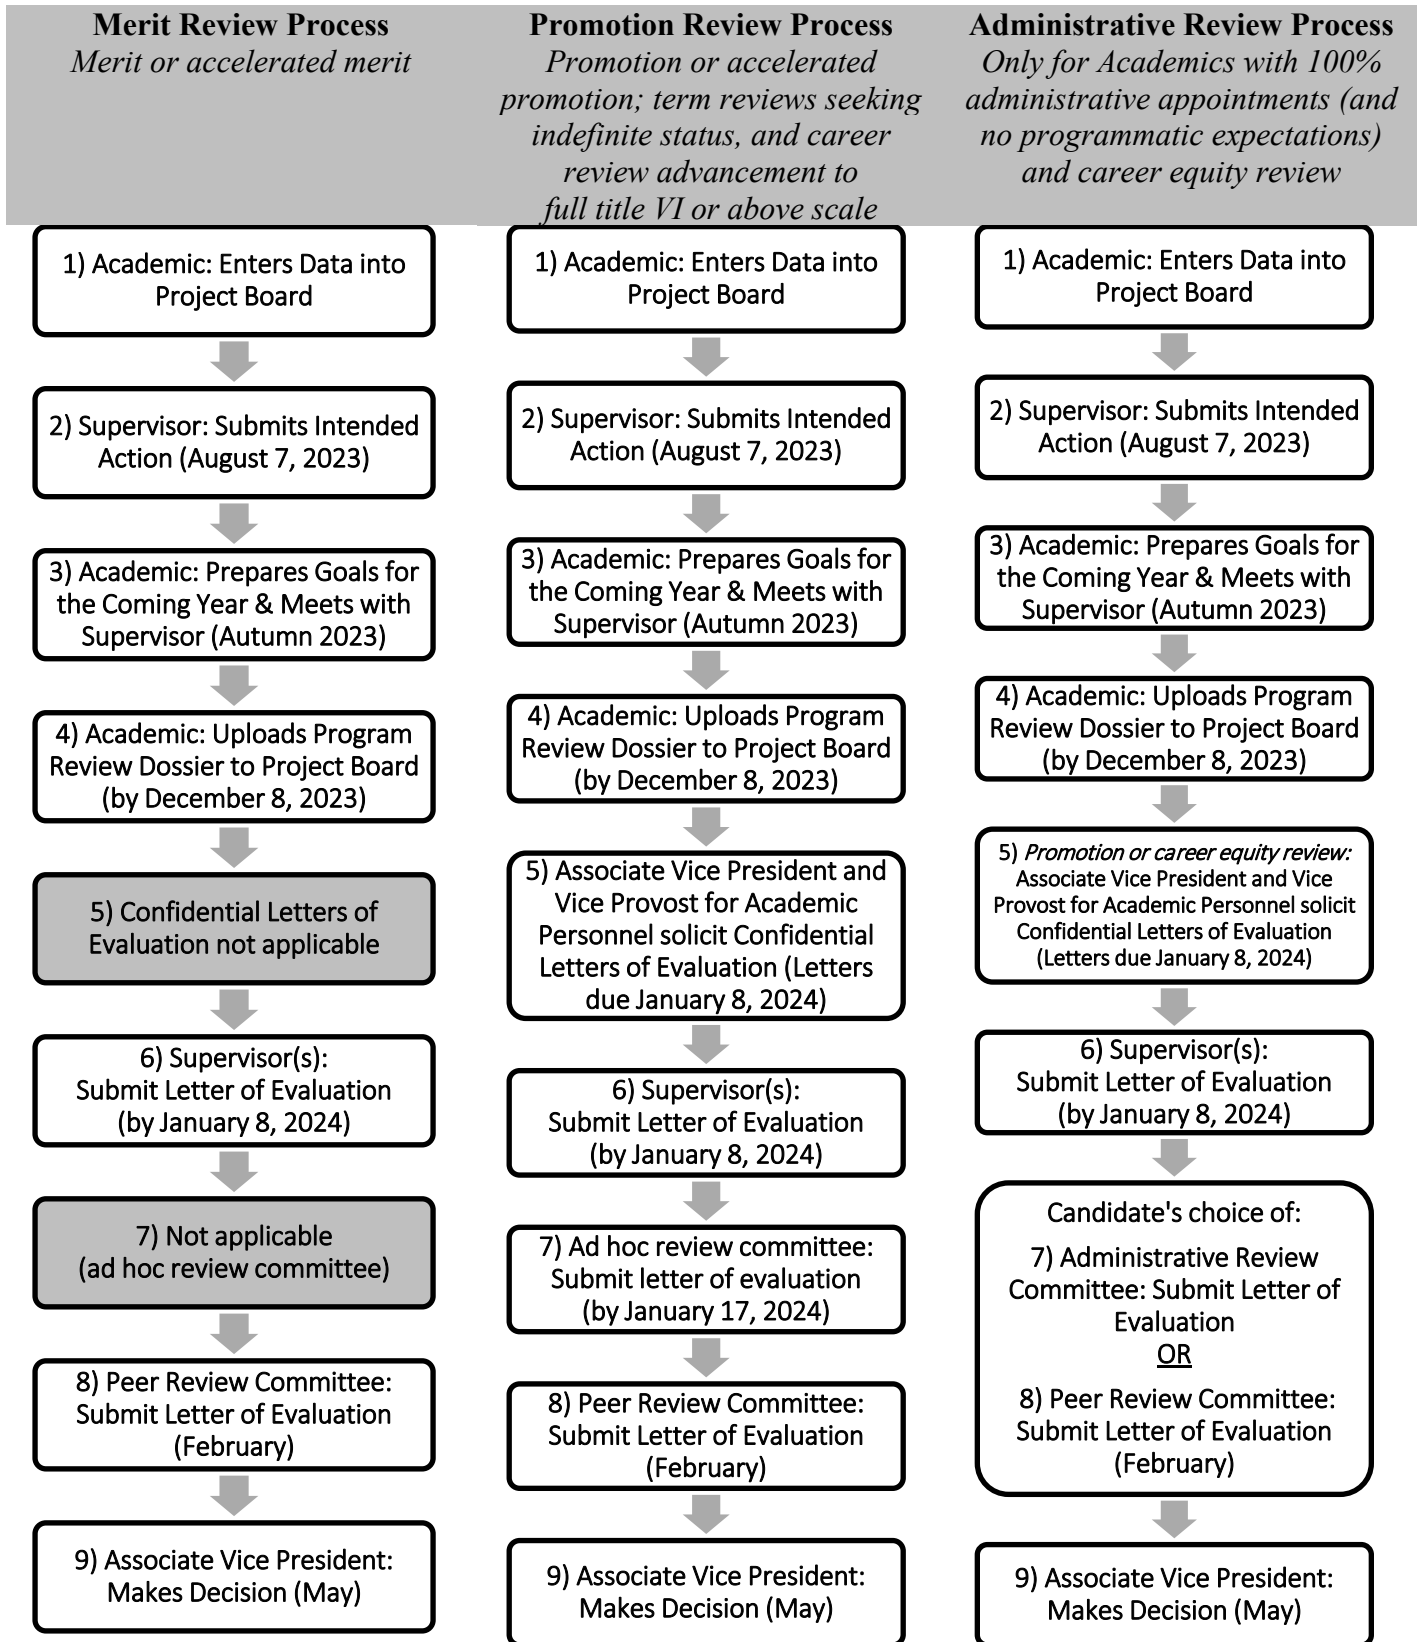 Merit Review Process
Merit or accelerated merit
1) Academic: Enters Data into
Project Board
2) Supervisor: Submits Intended
Action (August 7, 2023)
3) Academic: Prepares Goals for
the Coming Year & Meets with
Supervisor (Autumn 2023)
4) Academic: Uploads Program
Review Dossier to Project Board
(by December 8, 2023)
5) Confidential Letters of
Evaluation not applicable
6) Supervisor(s):
Submit Letter of Evaluation
(by January 8, 2024)
7) Not applicable
(ad hoc review committee)
8) Peer Review Committee:
Submit Letter of Evaluation
(February)
9) Associate Vice President:
Makes Decision (May)
Promotion Review Process
Promotion or accelerated
promotion; term reviews seeking
indefinite status, and career
review advancement to
full title VI or above scale
1) Academic: Enters Data into
Project Board
2) Supervisor: Submits Intended
Action (August 7, 2023)
3) Academic: Prepares Goals for
the Coming Year & Meets with
Supervisor (Autumn 2023)
4) Academic: Uploads Program
Review Dossier to Project Board
(by December 8, 2023)
5) Associate Vice President and
Vice Provost for Academic
Personnel solicit Confidential
Letters of Evaluation (Letters
due January 8, 2024)
6) Supervisor(s):
Submit Letter of Evaluation
(by January 8, 2024)
7) Ad hoc review committee:
Submit letter of evaluation
(by January 17, 2024)
8) Peer Review Committee:
Submit Letter of Evaluation
(February)
9) Associate Vice President:
Makes Decision (May)
Administrative Review Process
Only for Academics with 100%
administrative appointments (and
no programmatic expectations)
and career equity review
1) Academic: Enters Data into
Project Board
2) Supervisor: Submits Intended
Action (August 7, 2023)
3) Academic: Prepares Goals for
the Coming Year & Meets with
Supervisor (Autumn 2023)
4) Academic: Uploads Program
Review Dossier to Project Board
(by December 8, 2023)
5) Promotion or career equity review:
Associate Vice President and Vice
Provost for Academic Personnel solicit
Confidential Letters of Evaluation
(Letters due January 8, 2024)
6) Supervisor(s):
Submit Letter of Evaluation
(by January 8, 2024)
Candidate's choice of:
7) Administrative Review
Committee: Submit Letter of
Evaluation
OR
8) Peer Review Committee:
Submit Letter of Evaluation
(February)
9) Associate Vice President:
Makes Decision (May)